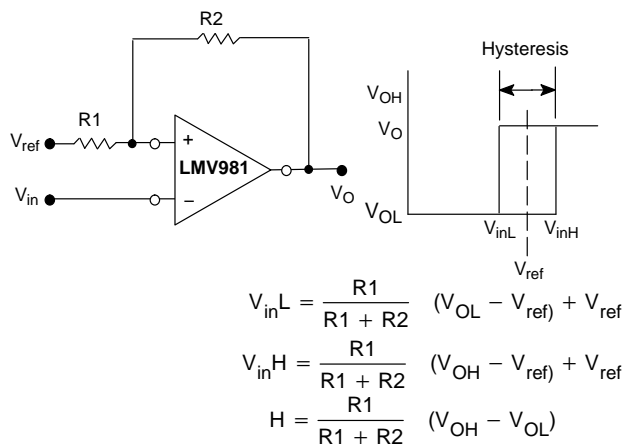 R2
R1
Vref
+
LMV981
Vin
−
VO
Hysteresis
VOH
VO
VOL
VinL
VinH
Vref
VinL = R1 / R1 + R2 (VOL − Vref) + Vref
VinH = R1 / R1 + R2 (VOH − Vref) + Vref
H = R1 / R1 + R2 (VOH − VOL)